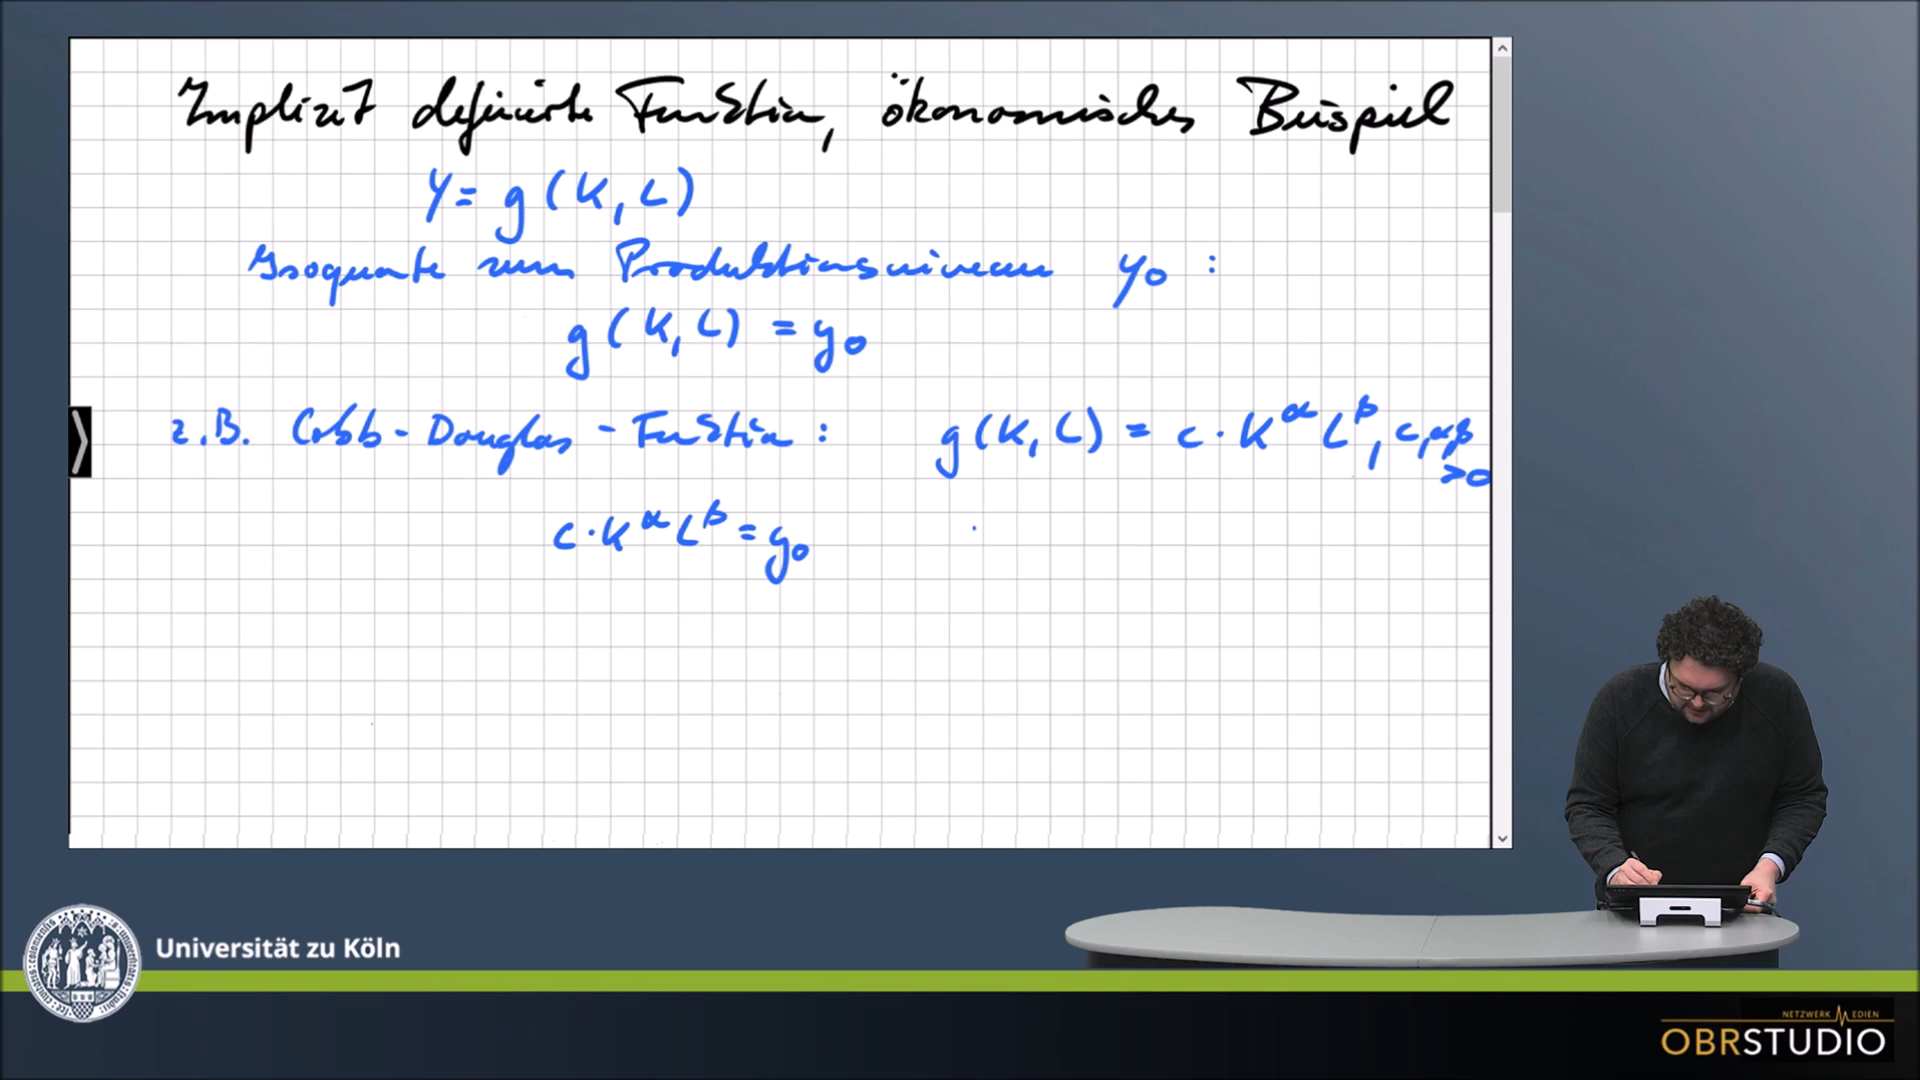 Implizit definierte Funktion, ökonomisches Beispiel
Y = g(K, L)
Isoquante zum Produktionsniveau y₀ :
g(K, L) = y₀
z.B. Cobb-Douglas-Funktion : g(K, L) = c · K^α L^β, c, α, β > 0
c · K^α L^β = y₀
Universität zu Köln
NETZWERK MEDIEN
OBRSTUDIO